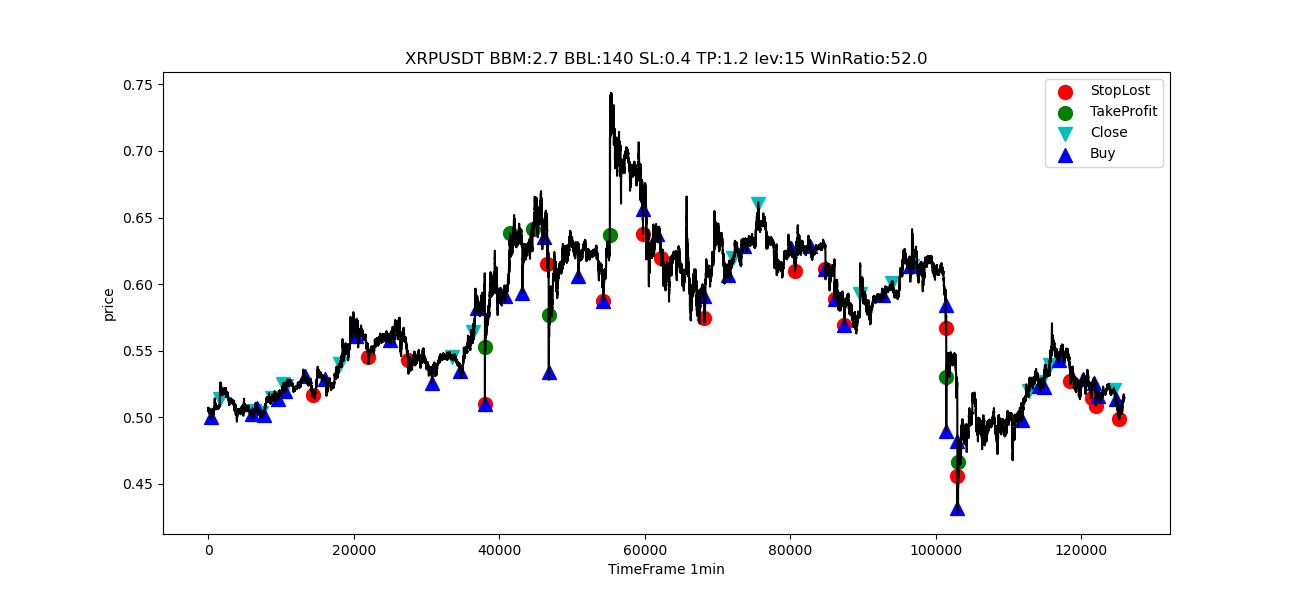 XRPUSDT BBM:2.7 BBL:140 SL:0.4 TP:1.2 lev:15 WinRatio:52.0
StopLost
TakeProfit
Close
Buy
0.75
0.70
0.65
0.60
0.55
0.50
0.45
price
0 20000 40000 60000 80000 100000 120000
TimeFrame 1min